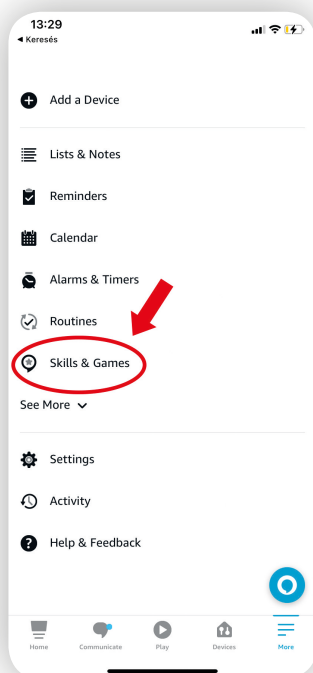 13:29
◀ Keresés
Add a Device
Lists & Notes
Reminders
Calendar
Alarms & Timers
Routines
Skills & Games
See More
Settings
Activity
Help & Feedback
Home Communicate Play Devices More